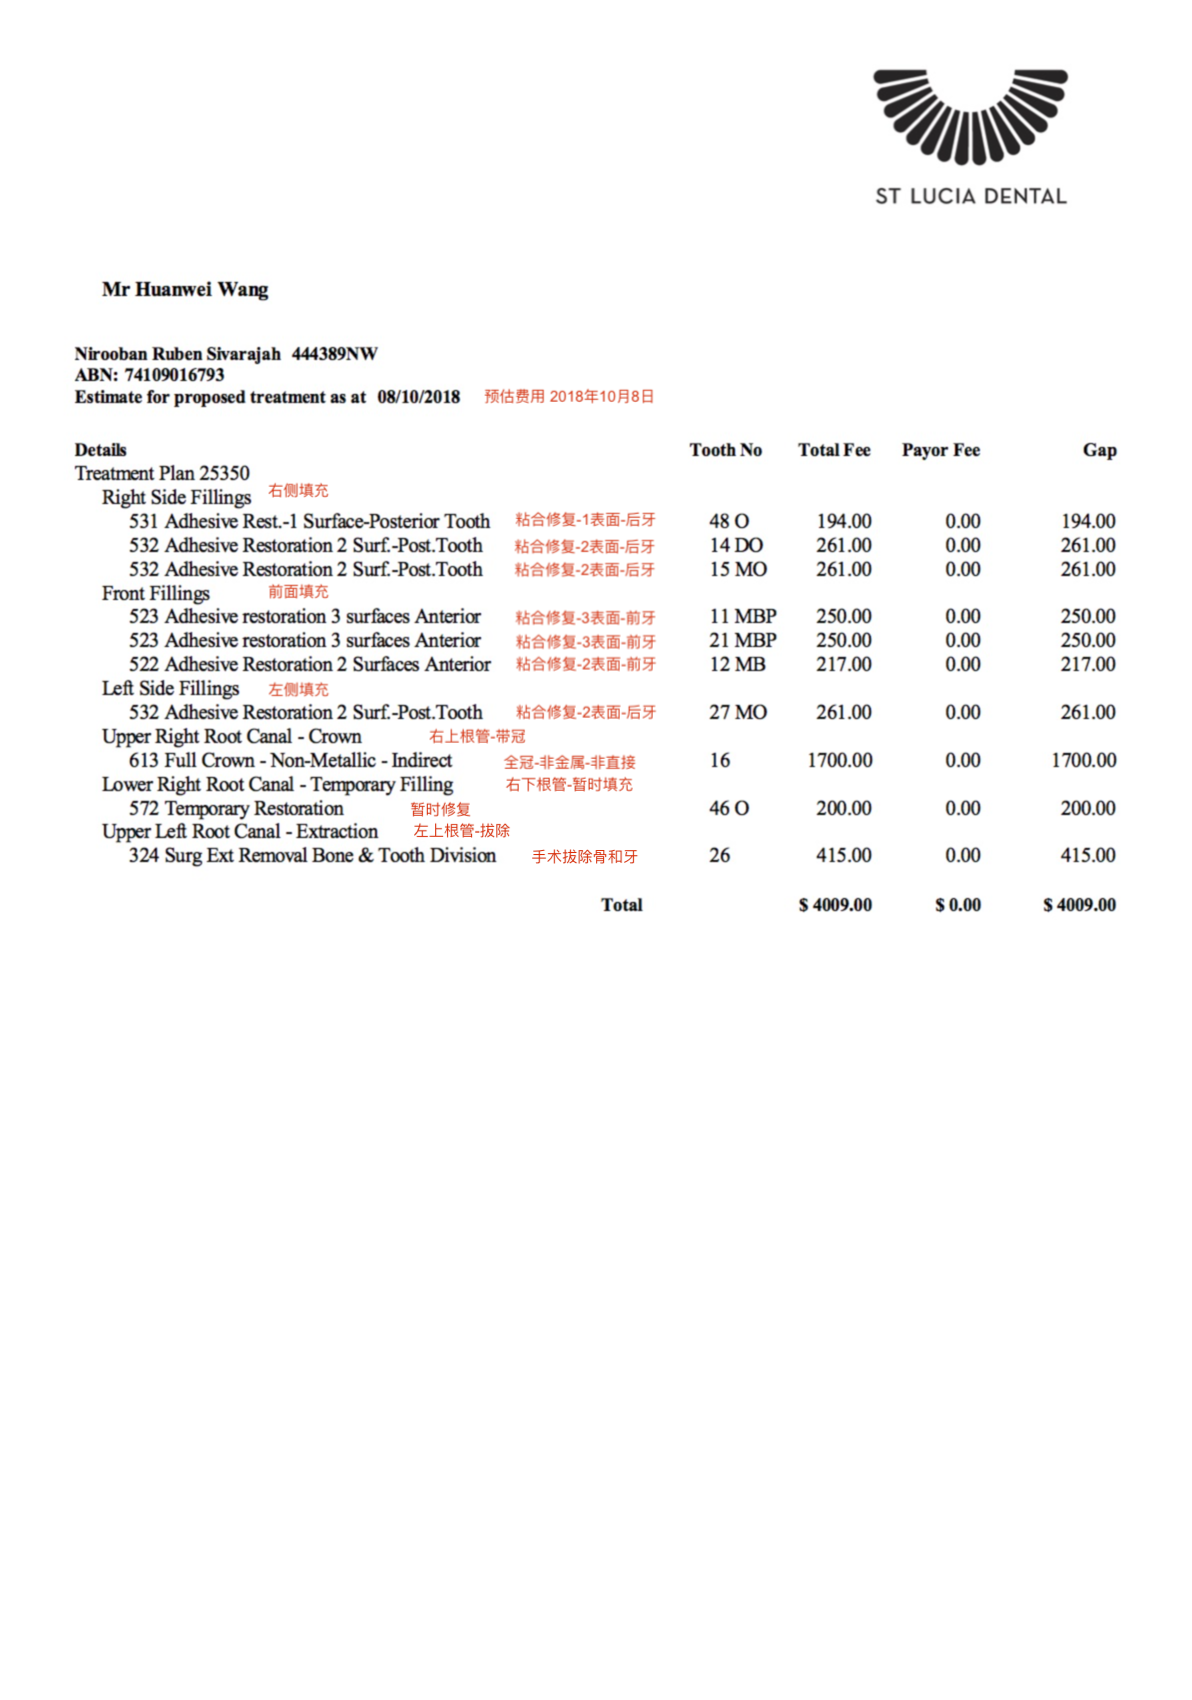 ST LUCIA DENTAL
Mr Huanwei Wang
Nirooban Ruben Sivarajah 444389NW
ABN: 74109016793
Estimate for proposed treatment as at 08/10/2018 预估费用 2018年10月8日
Details Tooth No Total Fee Payor Fee Gap
Treatment Plan 25350
Right Side Fillings 右侧填充
531 Adhesive Rest.-1 Surface-Posterior Tooth 粘合修复-1表面-后牙 48 O 194.00 0.00 194.00
532 Adhesive Restoration 2 Surf.-Post.Tooth 粘合修复-2表面-后牙 14 DO 261.00 0.00 261.00
532 Adhesive Restoration 2 Surf.-Post.Tooth 粘合修复-2表面-后牙 15 MO 261.00 0.00 261.00
Front Fillings 前面填充
523 Adhesive restoration 3 surfaces Anterior 粘合修复-3表面-前牙 11 MBP 250.00 0.00 250.00
523 Adhesive restoration 3 surfaces Anterior 粘合修复-3表面-前牙 21 MBP 250.00 0.00 250.00
522 Adhesive Restoration 2 Surfaces Anterior 粘合修复-2表面-前牙 12 MB 217.00 0.00 217.00
Left Side Fillings 左侧填充
532 Adhesive Restoration 2 Surf.-Post.Tooth 粘合修复-2表面-后牙 27 MO 261.00 0.00 261.00
Upper Right Root Canal - Crown 右上根管-带冠
613 Full Crown - Non-Metallic - Indirect 全冠-非金属-非直接 16 1700.00 0.00 1700.00
Lower Right Root Canal - Temporary Filling 右下根管-暂时填充
572 Temporary Restoration 暂时修复 46 O 200.00 0.00 200.00
Upper Left Root Canal - Extraction 左上根管-拔除
324 Surg Ext Removal Bone & Tooth Division 手术拔除骨和牙 26 415.00 0.00 415.00
Total $ 4009.00 $ 0.00 $ 4009.00